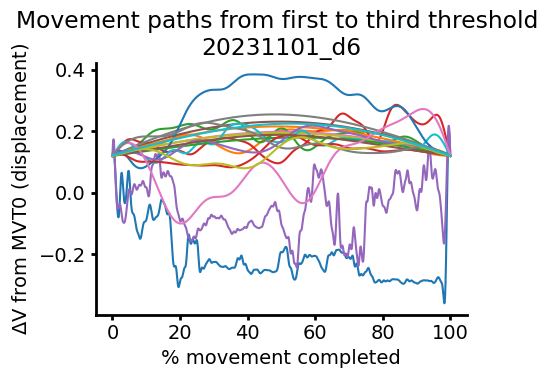 Movement paths from first to third threshold
20231101_d6
ΔV from MVT0 (displacement)
0.4
0.2
0.0
−0.2
0
20
40
60
80
100
% movement completed